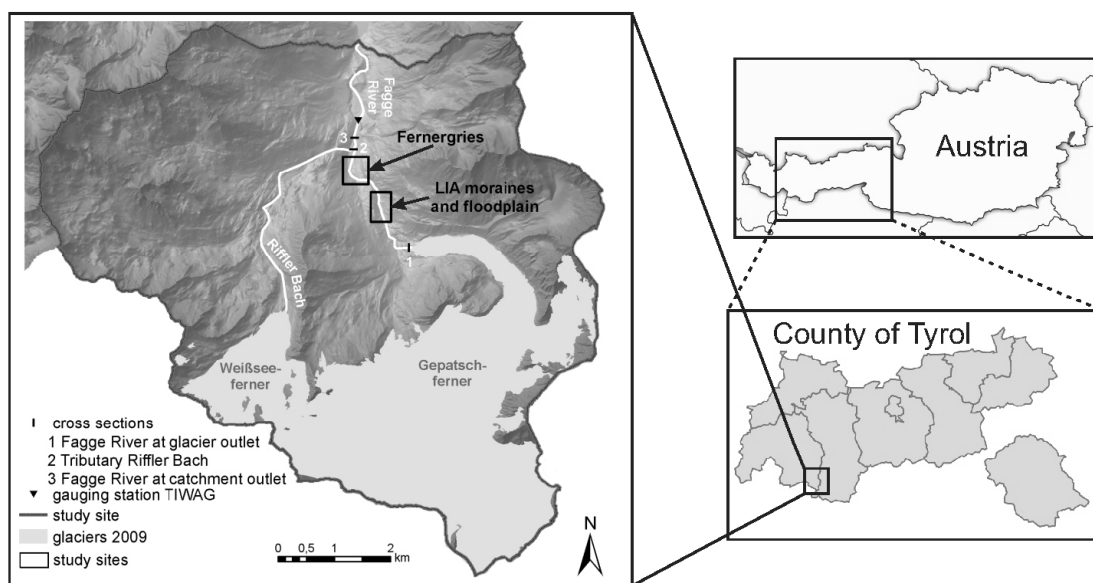 Fagge
River
3
2
Fernergries
LIA moraines
and floodplain
1
Riffler Bach
Weißsee-
ferner
Gepatsch-
ferner
cross sections
1 Fagge River at glacier outlet
2 Tributary Riffler Bach
3 Fagge River at catchment outlet
gauging station TIWAG
study site
glaciers 2009
study sites
0 0,5 1 2
km
N
Austria
County of Tyrol